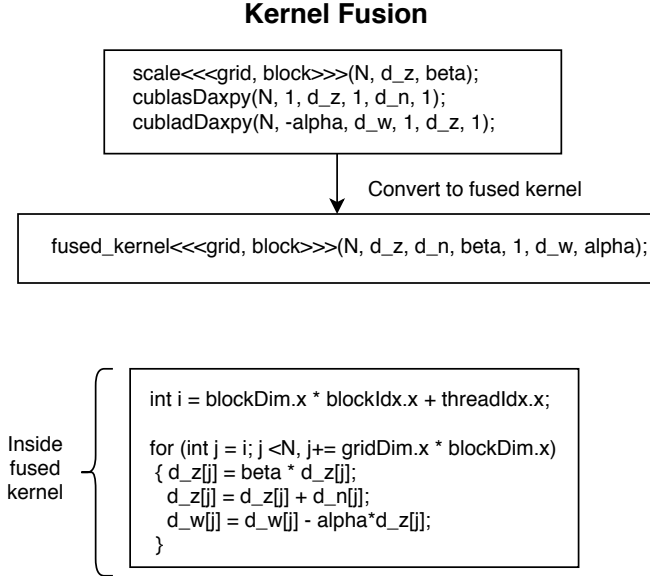 Kernel Fusion
scale<<<grid, block>>>(N, d_z, beta);
cublasDaxpy(N, 1, d_z, 1, d_n, 1);
cubladDaxpy(N, -alpha, d_w, 1, d_z, 1);
Convert to fused kernel
fused_kernel<<<grid, block>>>(N, d_z, d_n, beta, 1, d_w, alpha);
Inside
fused
kernel
int i = blockDim.x * blockIdx.x + threadIdx.x;
for (int j = i; j <N, j+= gridDim.x * blockDim.x)
{ d_z[j] = beta * d_z[j];
d_z[j] = d_z[j] + d_n[j];
d_w[j] = d_w[j] - alpha*d_z[j];
}